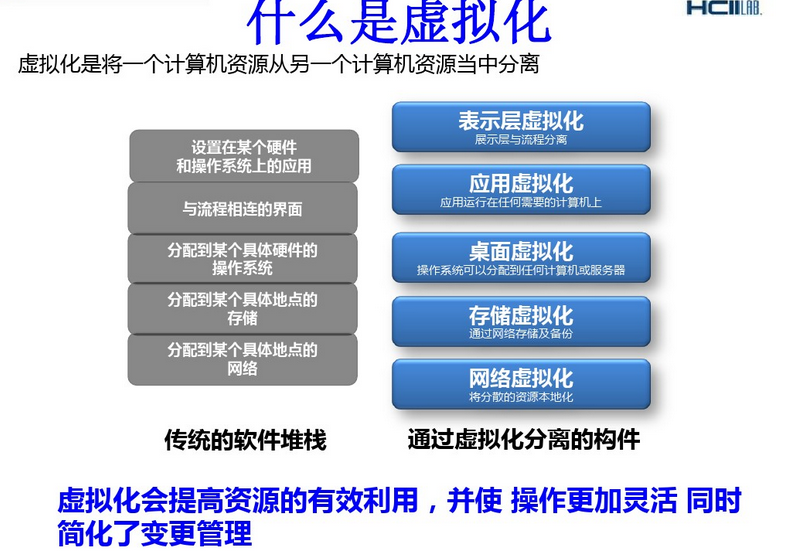 什么是虚拟化
HCII LAB.
虚拟化是将一个计算机资源从另一个计算机资源当中分离
设置在某个硬件
和操作系统上的应用
与流程相连的界面
分配到某个具体硬件的
操作系统
分配到某个具体地点的
存储
分配到某个具体地点的
网络
传统的软件堆栈
表示层虚拟化
展示层与流程分离
应用虚拟化
应用运行在任何需要的计算机上
桌面虚拟化
操作系统可以分配到任何计算机或服务器
存储虚拟化
通过网络存储及备份
网络虚拟化
将分散的资源本地化
通过虚拟化分离的构件
虚拟化会提高资源的有效利用，并使 操作更加灵活 同时
简化了变更管理